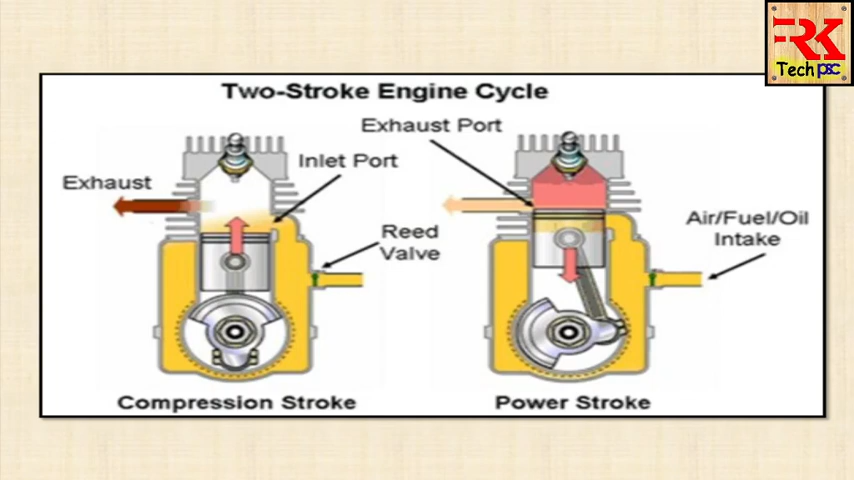 RK
Tech psc
Two-Stroke Engine Cycle
Exhaust Port
Inlet Port
Exhaust
Reed
Valve
Air/Fuel/Oil
Intake
Compression Stroke
Power Stroke